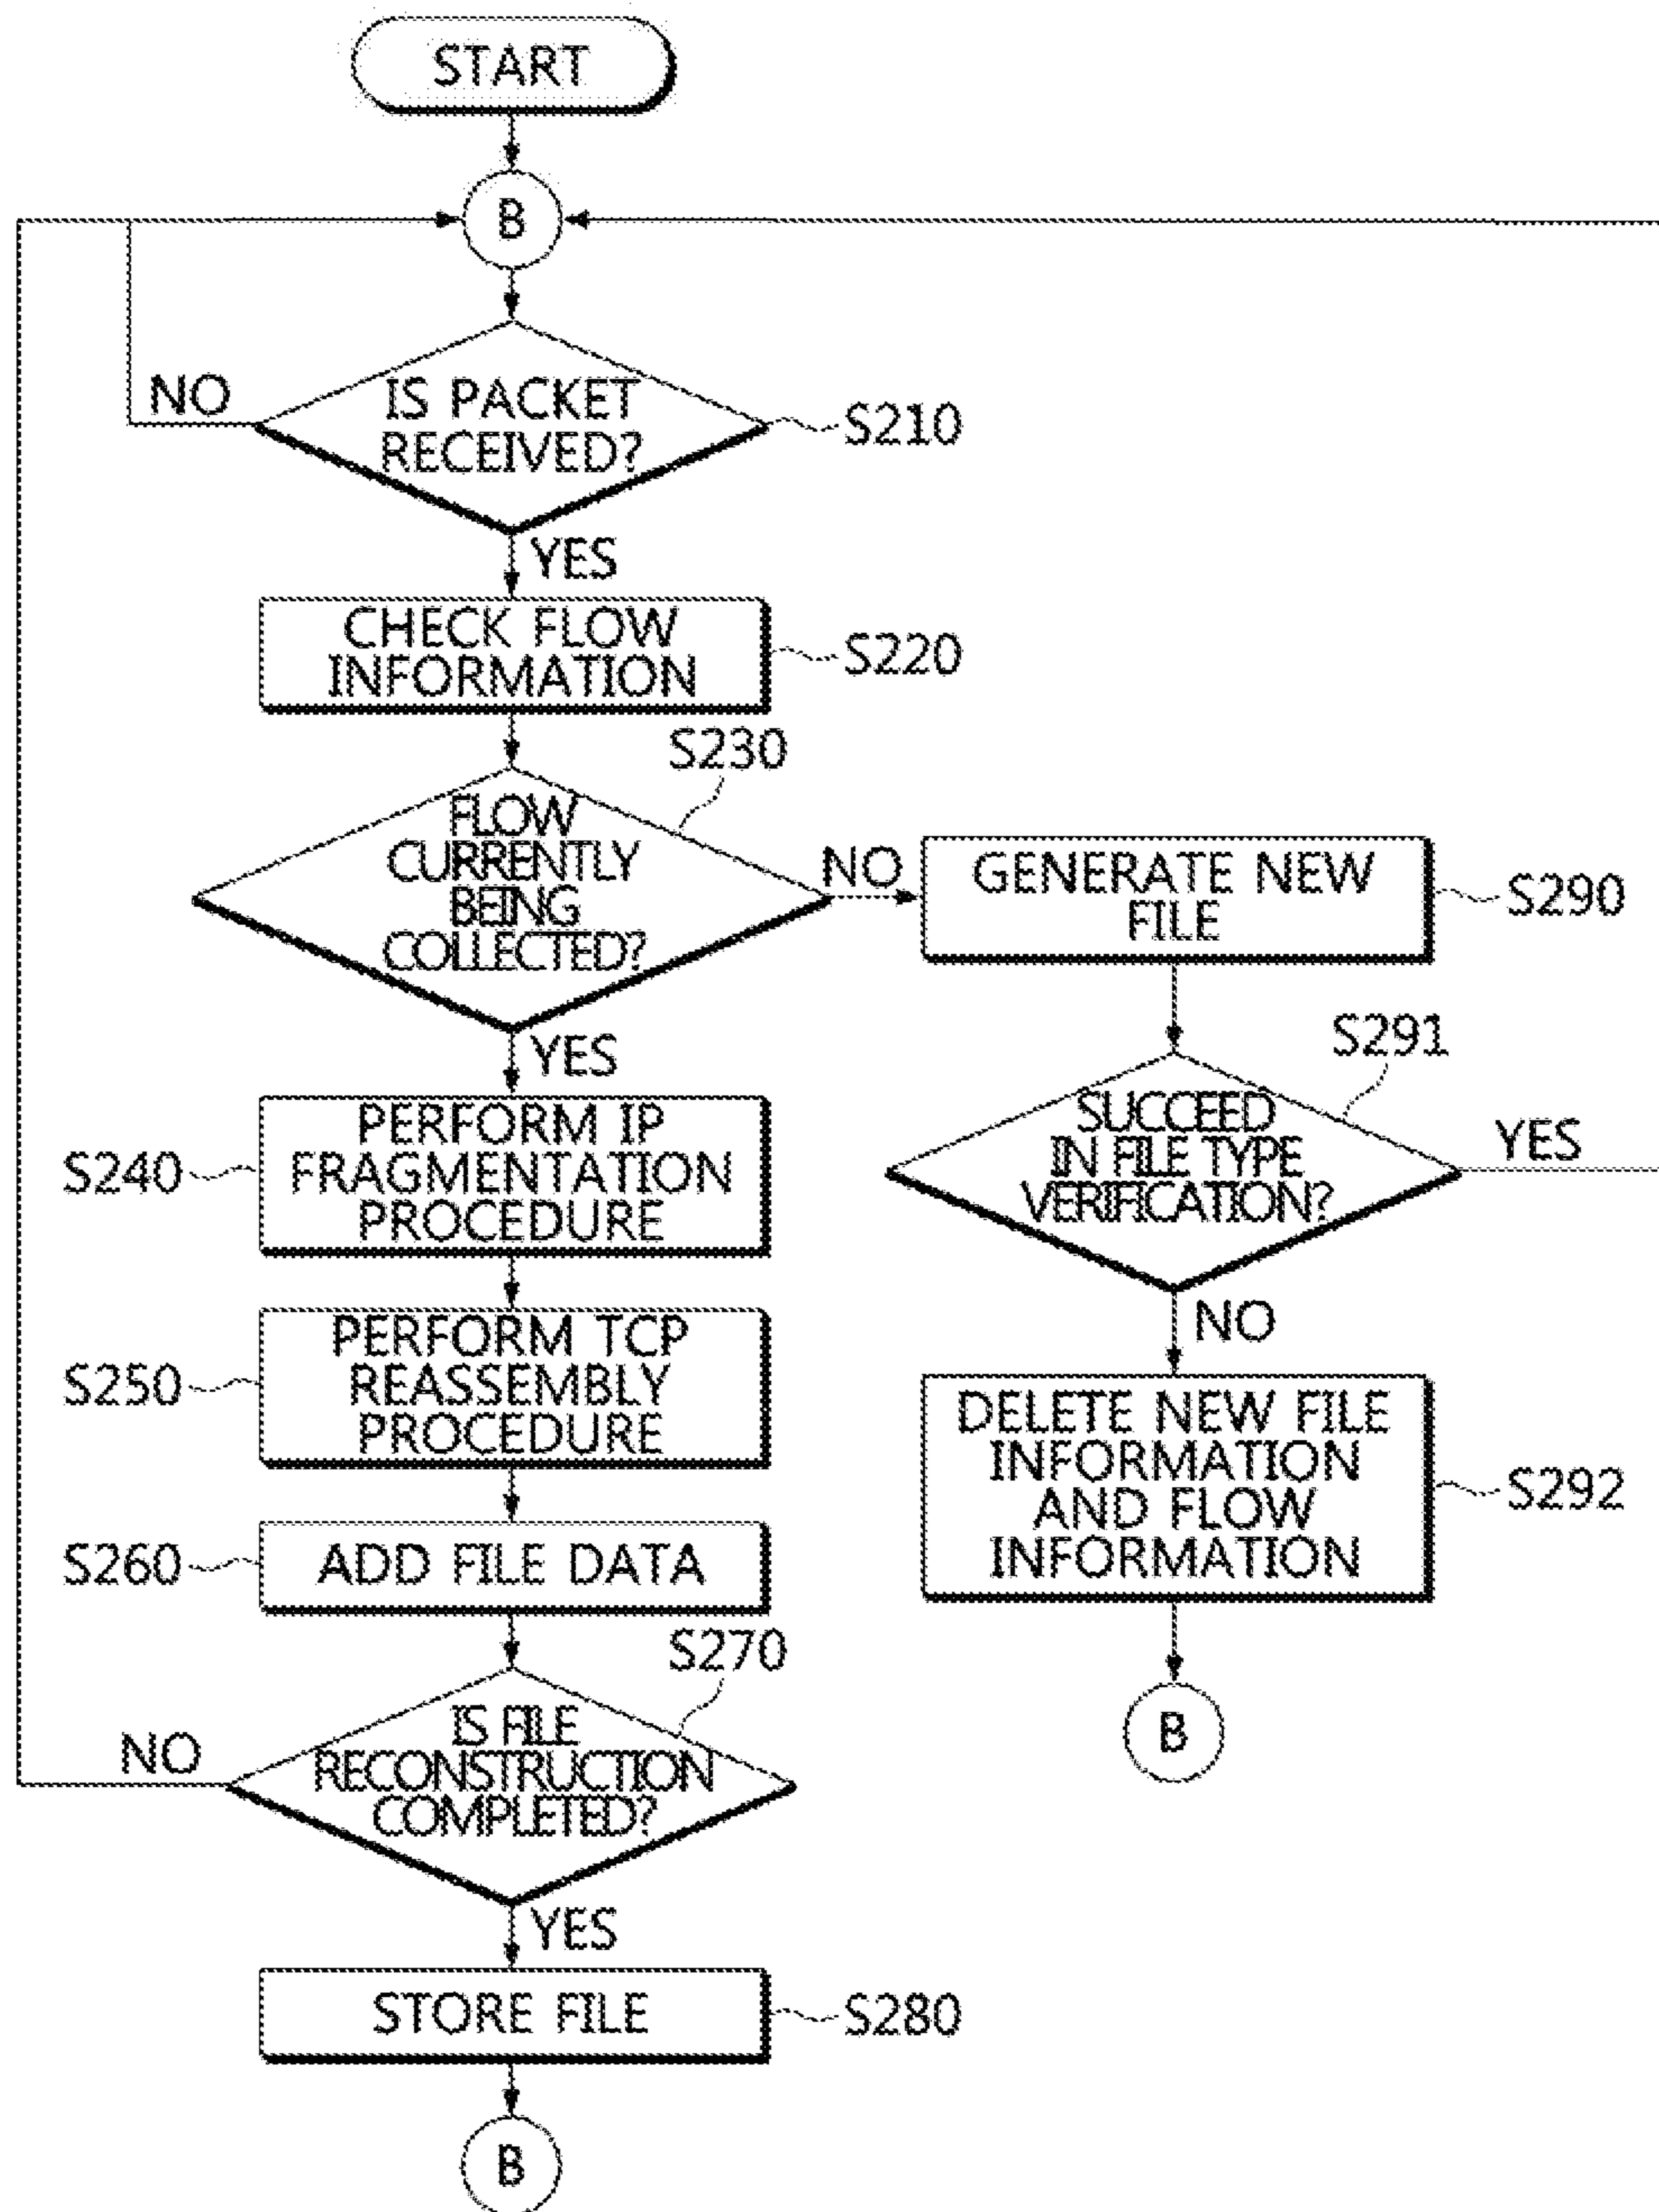 START
B
NO
IS PACKET
RECEIVED?
S210
YES
CHECK FLOW
INFORMATION
S220
S230
FLOW
CURRENTLY
BEING
COLLECTED?
NO
GENERATE NEW
FILE
S290
YES
S291
SUCCEED
IN FILE TYPE
VERIFICATION?
YES
S240
PERFORM IP
FRAGMENTATION
PROCEDURE
NO
S250
PERFORM TCP
REASSEMBLY
PROCEDURE
DELETE NEW FILE
INFORMATION
AND FLOW
INFORMATION
S292
S260
ADD FILE DATA
S270
B
NO
IS FILE
RECONSTRUCTION
COMPLETED?
YES
STORE FILE
S280
B